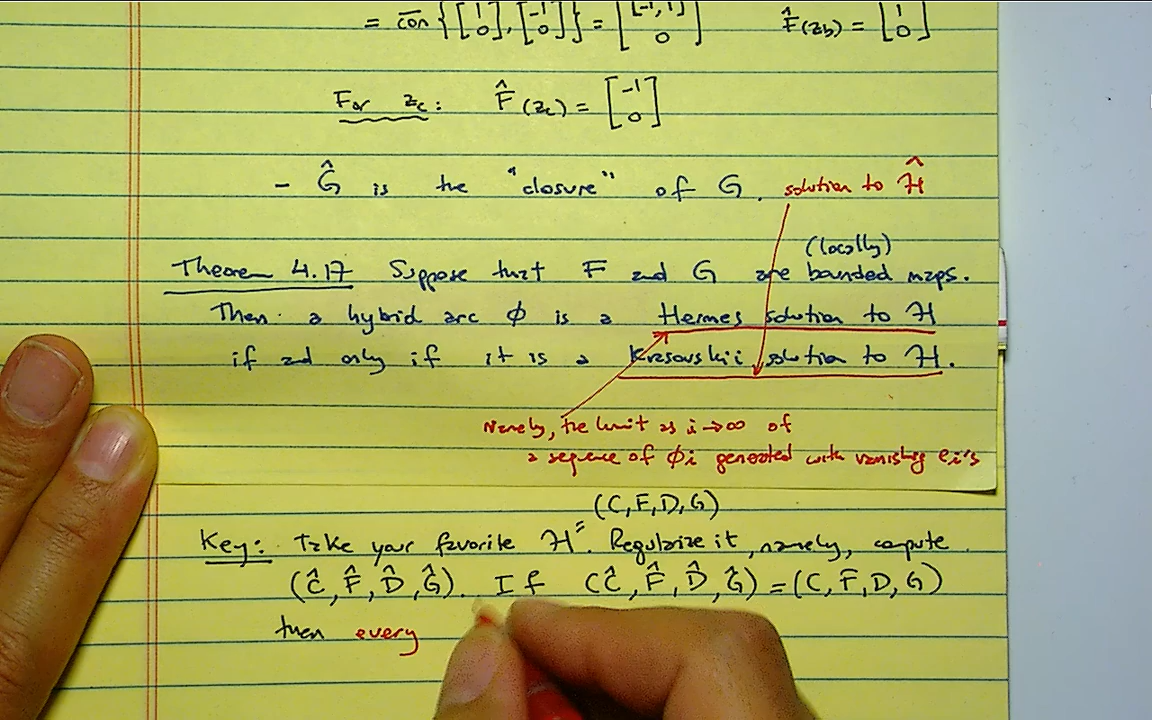 = con {[1 0], [-1 0]} = [[-1,1] 0] F̂(z_b) = [1 0]
For z_c: F̂(z_c) = [-1 0]
- Ĝ is the "closure" of G. solution to Ĥ
(locally)
Theorem 4.17 Suppose that F and G are bounded maps.
Then a hybrid arc φ is a Hermes solution to H
if and only if it is a Krasovskii solution to H.
Namely, the limit as i→∞ of
a sequence of φi generated with vanishing ei's
(C, F, D, G)
Key: Take your favorite H =. Regularize it, namely, compute
(Ĉ, F̂, D̂, Ĝ). If (Ĉ, F̂, D̂, Ĝ) = (C, F, D, G)
then every